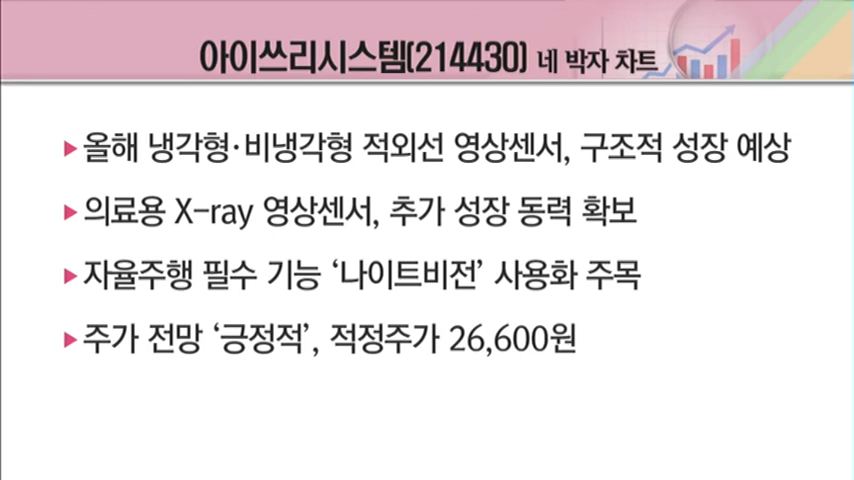 아이쓰리시스템(214430) 네 박자 차트
▶올해 냉각형·비냉각형 적외선 영상센서, 구조적 성장 예상
▶의료용 X-ray 영상센서, 추가 성장 동력 확보
▶자율주행 필수 기능 ‘나이트비전’ 사용화 주목
▶주가 전망 ‘긍정적’, 적정주가 26,600원